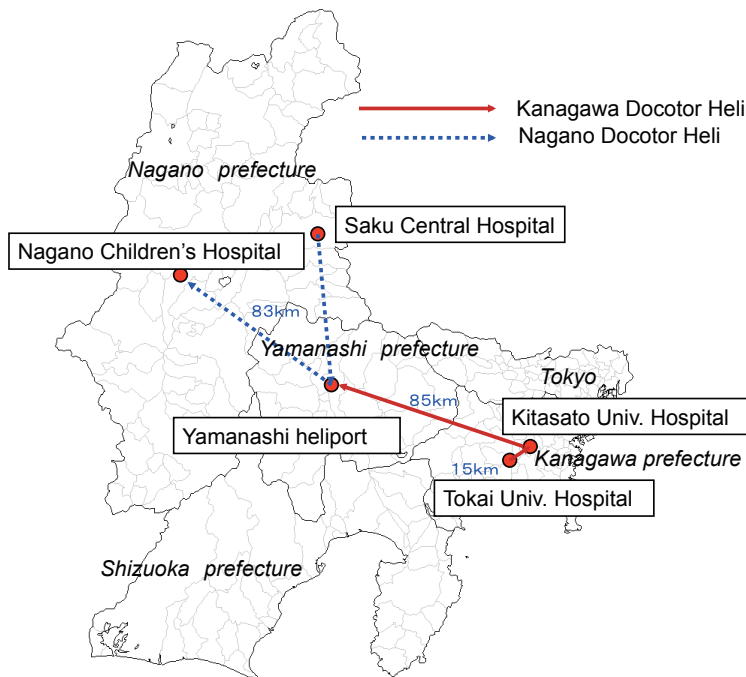 Kanagawa Docotor Heli
Nagano Docotor Heli
Nagano prefecture
Saku Central Hospital
Nagano Children's Hospital
83km
Yamanashi prefecture
Tokyo
85km
Kitasato Univ. Hospital
Yamanashi heliport
Kanagawa prefecture
15km
Tokai Univ. Hospital
Shizuoka prefecture